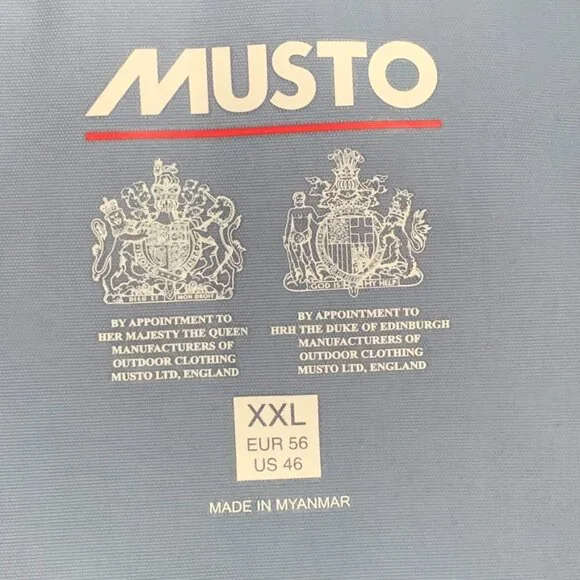 MUSTO
DIEU ET MON DROIT
BY APPOINTMENT TO
HER MAJESTY THE QUEEN
MANUFACTURERS OF
OUTDOOR CLOTHING
MUSTO LTD, ENGLAND
GOD IS MY HELP
BY APPOINTMENT TO
HRH THE DUKE OF EDINBURGH
MANUFACTURERS OF
OUTDOOR CLOTHING
MUSTO LTD, ENGLAND
XXL
EUR 56
US 46
MADE IN MYANMAR